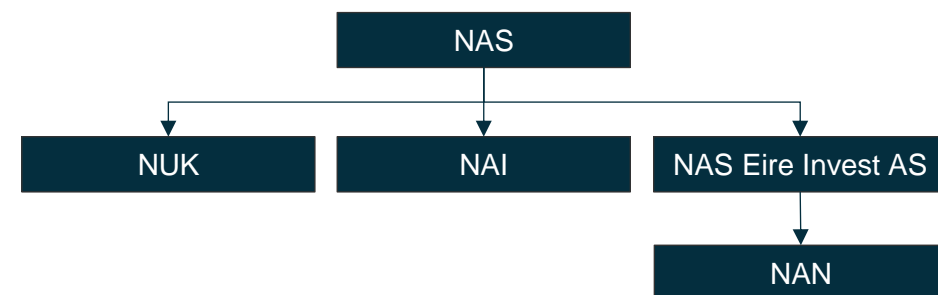 NAS
NUK
NAI
NAS Eire Invest AS
NAN